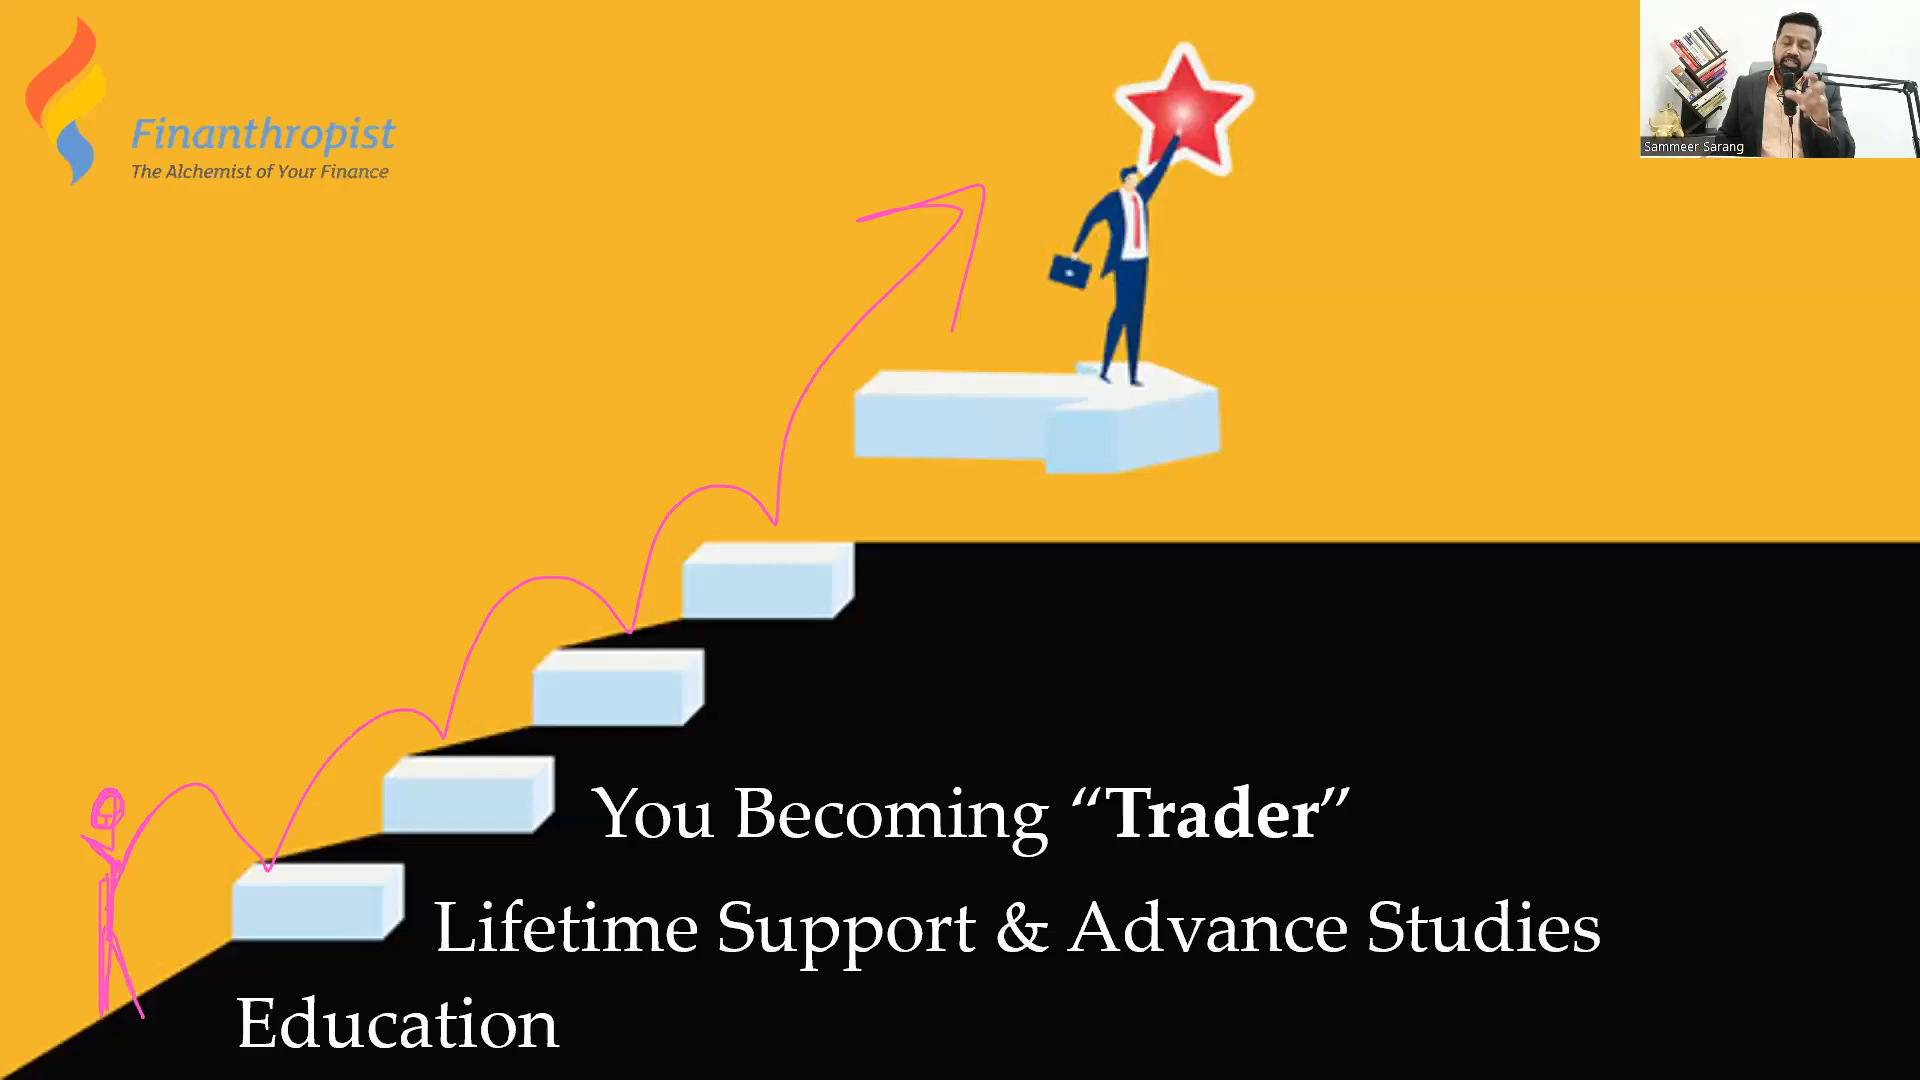 Finanthropist
The Alchemist of Your Finance
Sammeer Sarang
You Becoming “Trader”
Lifetime Support & Advance Studies
Education